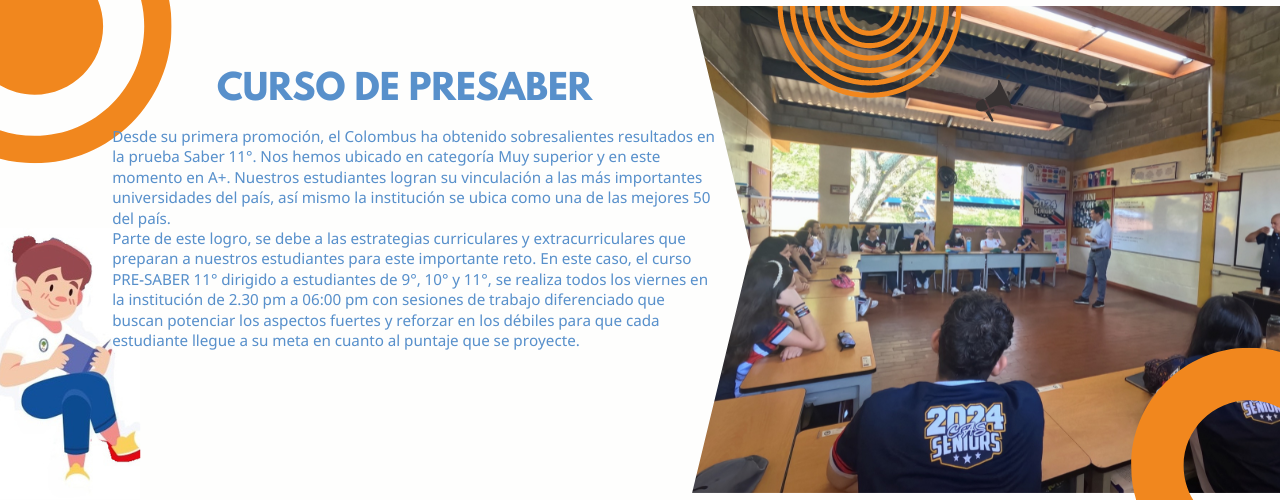 CURSO DE PRESABER
Desde su primera promoción, el Colombus ha obtenido sobresalientes resultados en
la prueba Saber 11°. Nos hemos ubicado en categoría Muy superior y en este
momento en A+. Nuestros estudiantes logran su vinculación a las más importantes
universidades del país, así mismo la institución se ubica como una de las mejores 50
del país.
Parte de este logro, se debe a las estrategias curriculares y extracurriculares que
preparan a nuestros estudiantes para este importante reto. En este caso, el curso
PRE-SABER 11° dirigido a estudiantes de 9°, 10° y 11°, se realiza todos los viernes en
la institución de 2.30 pm a 06:00 pm con sesiones de trabajo diferenciado que
buscan potenciar los aspectos fuertes y reforzar en los débiles para que cada
estudiante llegue a su meta en cuanto al puntaje que se proyecte.
2024
SENIORS